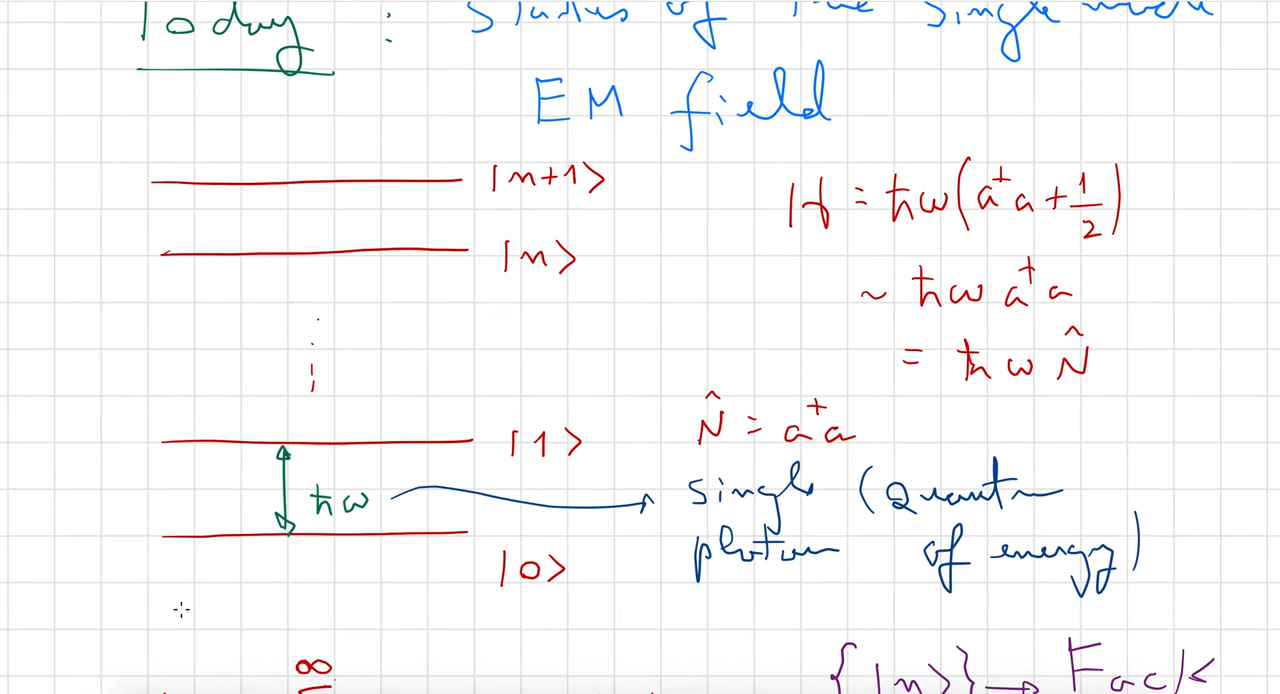 Today : Studies of the Single mode
EM field
|n+1>
H = ħω(a⁺a + 1/2)
|n>
~ ħω a⁺a
= ħω N̂
N̂ = a⁺a
|1>
ħω
single (Quantum
photon of energy)
|0>
∞
{|n>} → Fock